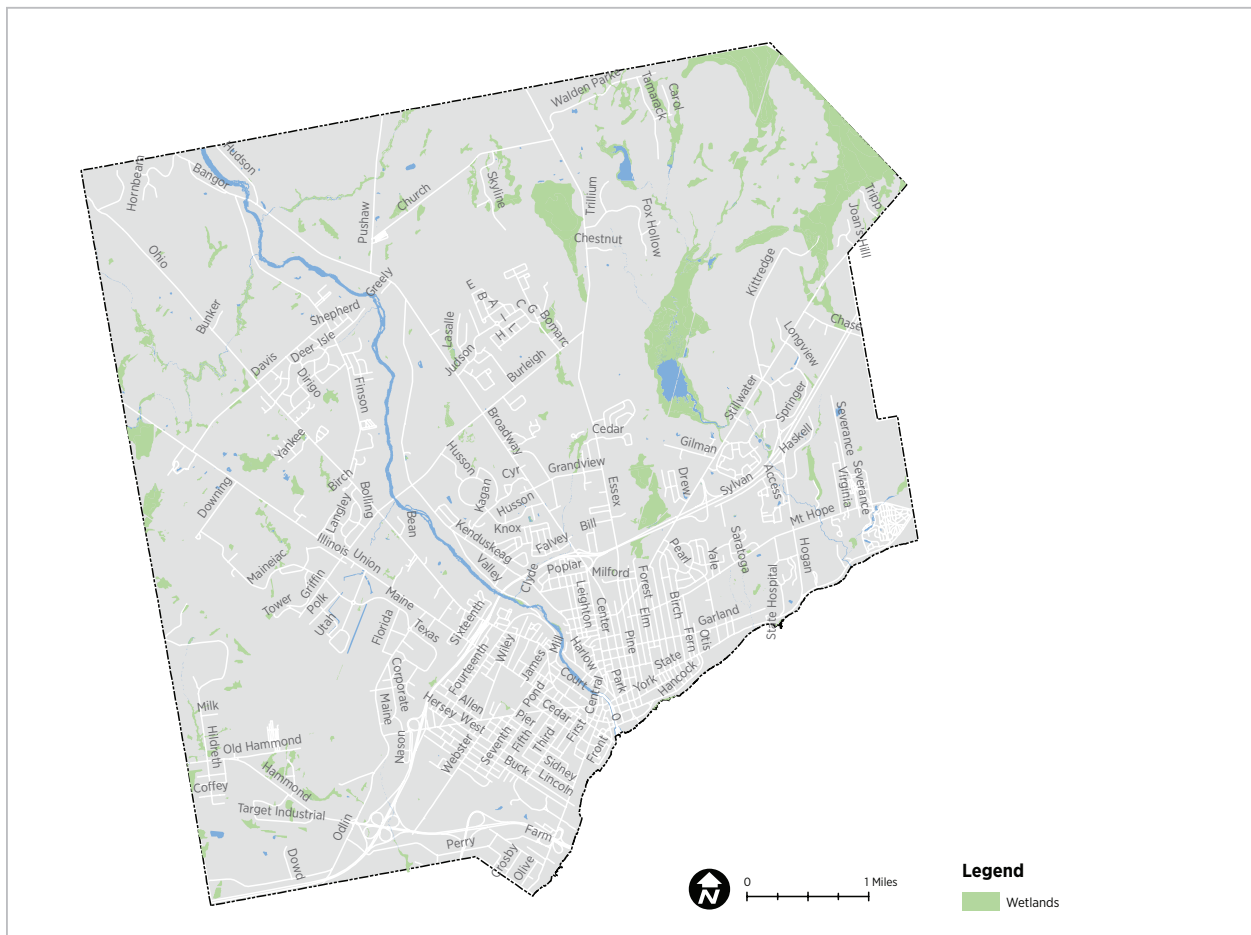 Walden Parke
Tamarack
Carol
Hudson
Bangor
Hornbeam
Church
Skyline
Pushaw
Trillium
Fox Hollow
Tripp
Joan's Hill
Chestnut
Ohio
Kittredge
Greely
Shepherd
Bunker
E
B
A
I
L
H
C
G
Bomarc
Lasalle
Judson
Burleigh
Chase
Longview
Deer Isle
Davis
Dirigo
Finson
Broadway
Stillwater
Springer
Severance
Haskell
Cedar
Gilman
Yankee
Husson
Cyr
Grandview
Kagan
Husson
Essex
Drew
Sylvan
Access
Virginia
Severance
Birch
Bolling
Langley
Downing
Bean
Knox
Bill
Falvey
Mt Hope
Kenduskeag
Valley
Illinois
Union
Maineiac
Griffin
Polk
Tower
Utah
Maine
Clyde
Poplar
Milford
Pearl
Yale
Saratoga
Hogan
State Hospital
Leighton
Center
Forest
Elm
Birch
Garland
Florida
Texas
Sixteenth
Wiley
Mill
Harlow
Pine
Fern
Otis
State
Hancock
York
Park
Fourteenth
James
Court
Central
Corporate
Maine
Pond
Allen
Hersey
West
Cedar
Pier
First
O
Milk
Hildreth
Old Hammond
Nason
Webster
Seventh
Fifth
Third
Front
Buck
Sidney
Lincoln
Hammond
Coffey
Target Industrial
Odlin
Farm
Perry
Crosby
Olive
Dowd
N
0
1 Miles
Legend
Wetlands